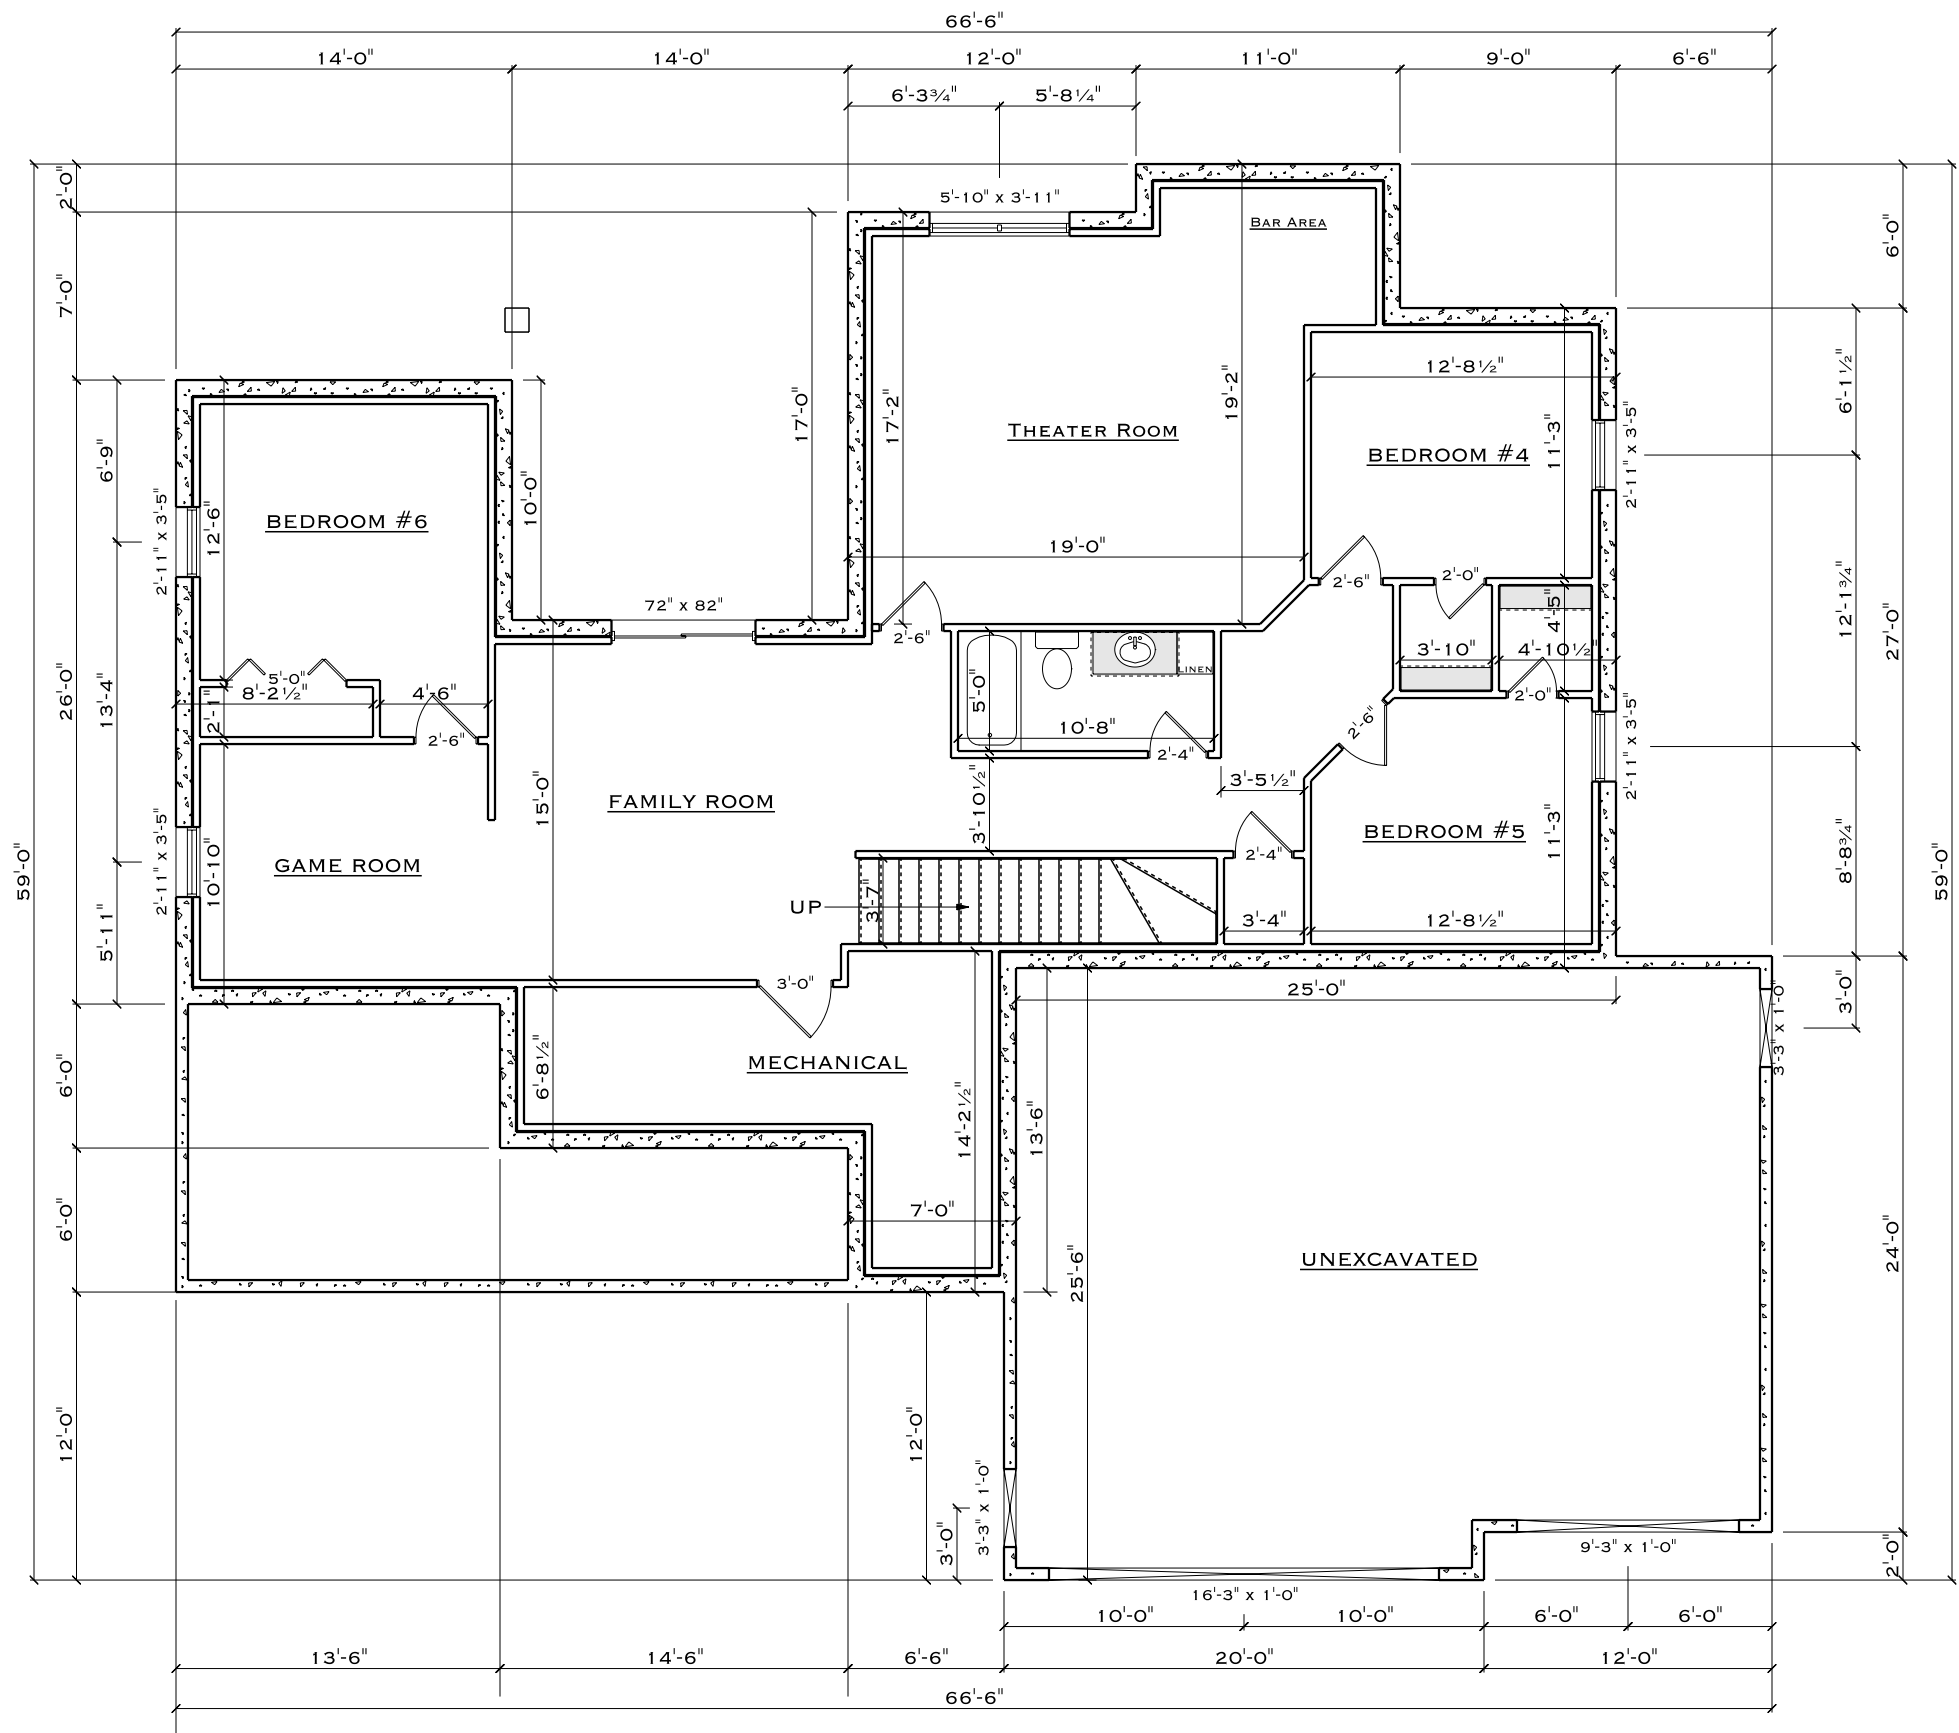 66'-6"
14'-0" 14'-0" 12'-0" 11'-0" 9'-0" 6'-6"
6'-3¾" 5'-8¼"
2'-0"
5'-10" x 3'-11"
BAR AREA
6'-0"
7'-0"
12'-8½"
6'-1½"
17'-0"
17'-2"
19'-2"
THEATER ROOM
BEDROOM #4
11'-3"
2'-11" x 3'-5"
6'-9"
2'-11" x 3'-5"
12'-6"
BEDROOM #6
10'-0"
19'-0"
2'-6"
2'-0"
72" x 82"
2'-6"
4'-5"
12'-1¾"
27'-0"
3'-10"
4'-10½"
LINEN
5'-0"
8'-2½"
4'-6"
26'-0"
13'-4"
2'-1"
2'-6"
5'-0"
10'-8"
2'-4"
2'-6"
2'-0"
2'-11" x 3'-5"
3'-5½"
15'-0"
FAMILY ROOM
3'-10½"
BEDROOM #5
11'-3"
2'-11" x 3'-5"
GAME ROOM
10'-10"
2'-4"
8'-8¾"
59'-0"
59'-0"
UP
3'-7"
3'-4"
12'-8½"
5'-11"
3'-0"
25'-0"
3'-0"
3'-3" x 1'-0"
6'-0"
6'-8½"
MECHANICAL
14'-2½"
13'-6"
6'-0"
7'-0"
25'-6"
UNEXCAVATED
24'-0"
12'-0"
12'-0"
3'-0"
3'-3" x 1'-0"
9'-3" x 1'-0"
2'-0"
16'-3" x 1'-0"
10'-0" 10'-0" 6'-0" 6'-0"
13'-6" 14'-6" 6'-6" 20'-0" 12'-0"
66'-6"